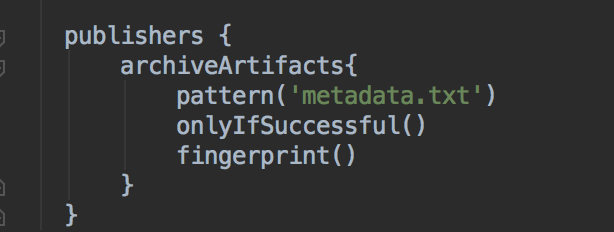 publishers {
    archiveArtifacts{
        pattern('metadata.txt')
        onlyIfSuccessful()
        fingerprint()
    }
}